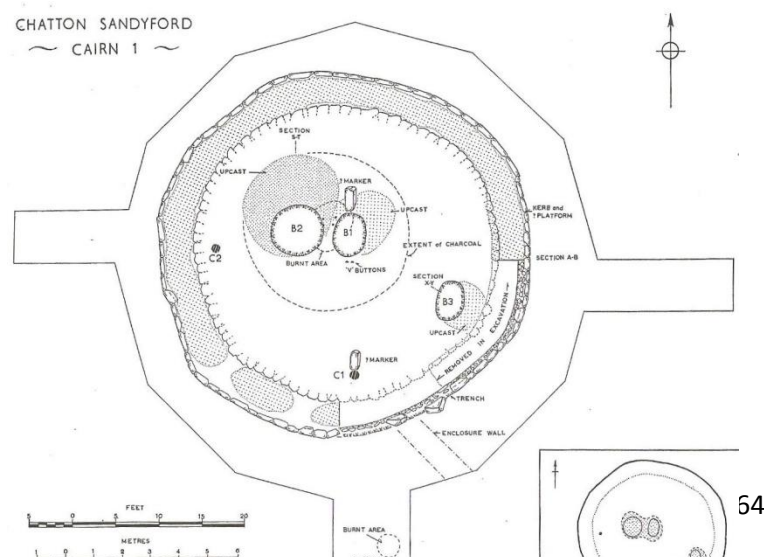 CHATTON SANDYFORD
~ CAIRN 1 ~
SECTION
S-T
UPCAST
?MARKER
UPCAST
B2
B1
KERB and
?PLATFORM
C2
EXTENT of CHARCOAL
BURNT AREA
'V' BUTTONS
SECTION A-B
SECTION
X-Y
B3
UPCAST
REMOVED IN EXCAVATION
?MARKER
C1
TRENCH
ENCLOSURE WALL
64
5 0 5 10 15 20
FEET
METRES
1 0 1 2 3 4 5 6
BURNT AREA